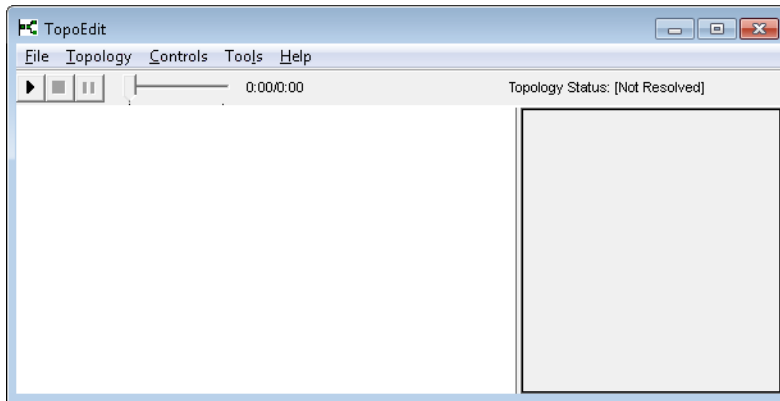 TopoEdit
File Topology Controls Tools Help
0:00/0:00 Topology Status: [Not Resolved]